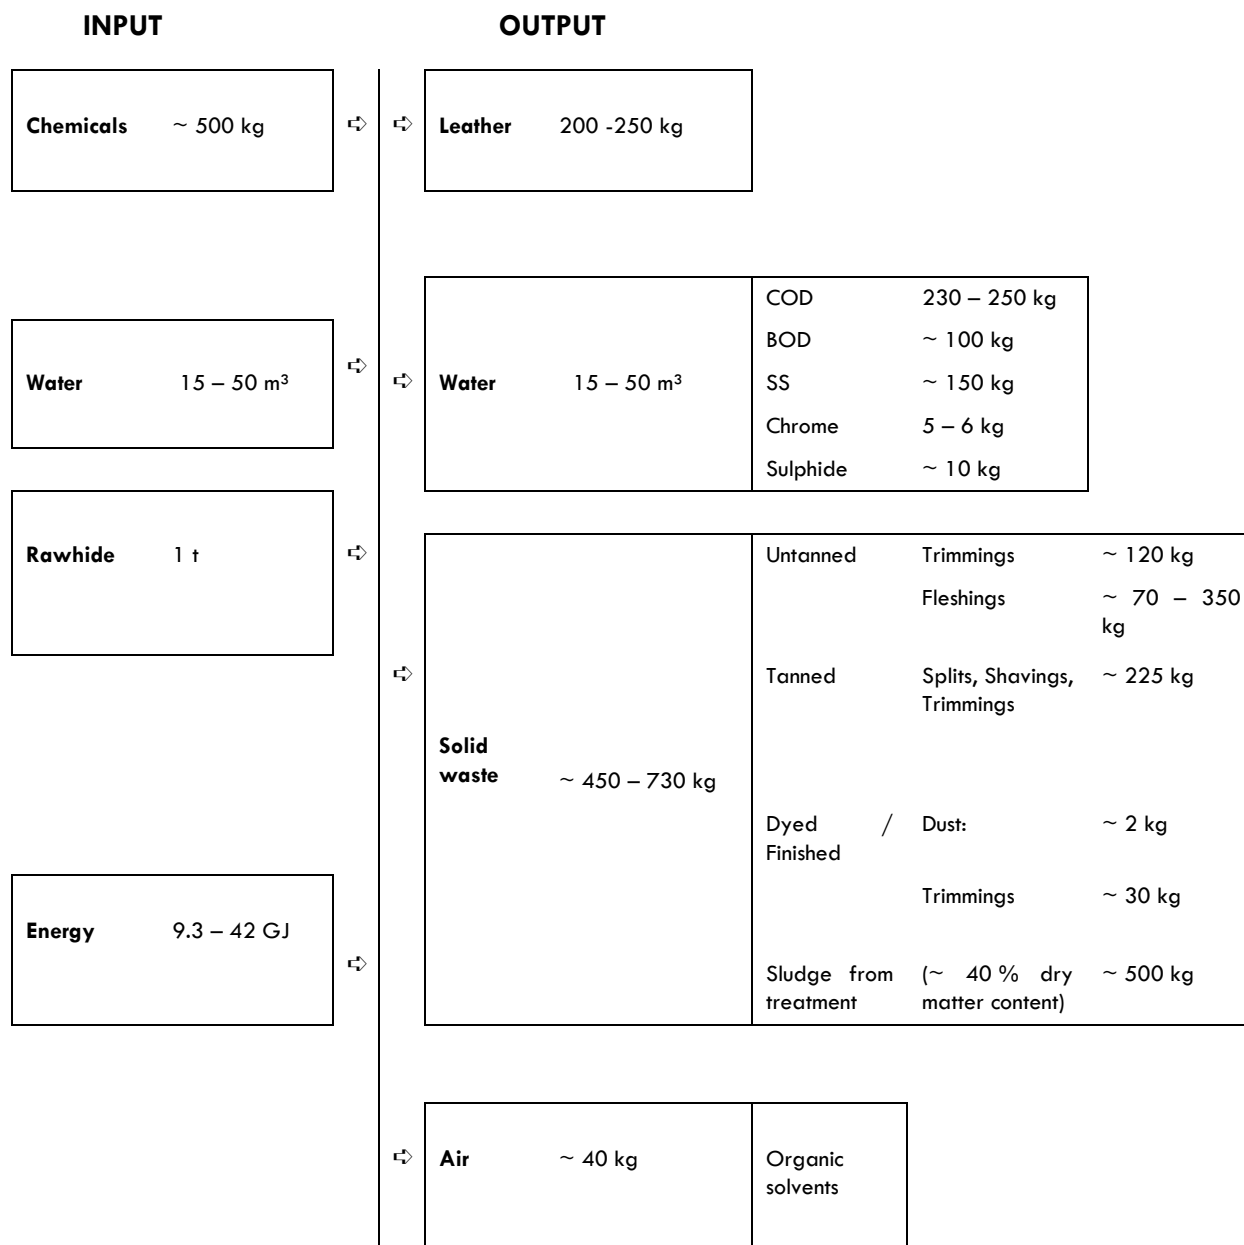 INPUT
OUTPUT
Chemicals ~ 500 kg
Leather 200 -250 kg
Water 15 – 50 m³
Water 15 – 50 m³
COD 230 – 250 kg
BOD ~ 100 kg
SS ~ 150 kg
Chrome 5 – 6 kg
Sulphide ~ 10 kg
Rawhide 1 t
Energy 9.3 – 42 GJ
Solid
waste ~ 450 – 730 kg
Untanned Trimmings ~ 120 kg
Fleshings ~ 70 – 350
kg
Tanned Splits, Shavings, ~ 225 kg
Trimmings
Dyed / Dust: ~ 2 kg
Finished
Trimmings ~ 30 kg
Sludge from (~ 40 % dry ~ 500 kg
treatment matter content)
Air ~ 40 kg
Organic
solvents